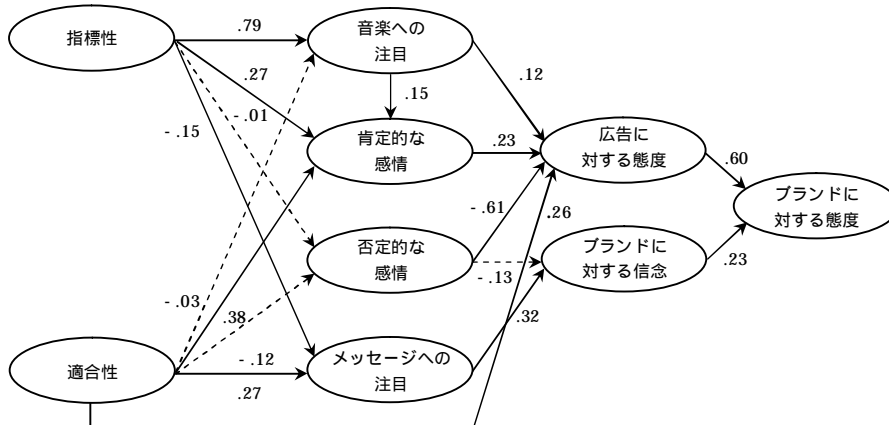 指標性
音楽への
注目
.79
.27
- .01
- .15
.15
.12
肯定的な
感情
.23
広告に
対する態度
.60
ブランドに
対する態度
- .61
.26
否定的な
感情
- .13
ブランドに
対する信念
.23
- .03
.38
.32
適合性
- .12
.27
メッセージへの
注目